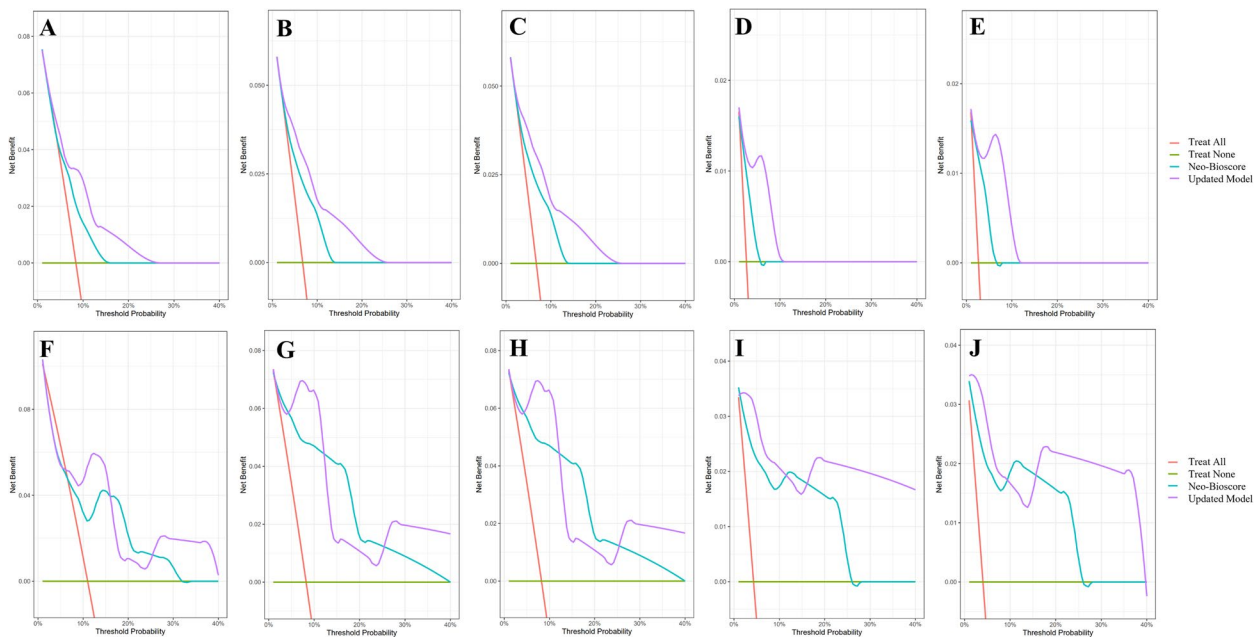 A
Net Benefit
0.08
0.06
0.04
0.02
0.00
0%
10%
20%
30%
40%
Threshold Probability
B
Net Benefit
0.050
0.025
0.000
0%
10%
20%
30%
40%
Threshold Probability
C
Net Benefit
0.050
0.025
0.000
0%
10%
20%
30%
40%
Threshold Probability
D
Net Benefit
0.02
0.01
0.00
0%
10%
20%
30%
40%
Threshold Probability
E
Net Benefit
0.02
0.01
0.00
0%
10%
20%
30%
40%
Threshold Probability
Treat All
Treat None
Neo-Bioscore
Updated Model
F
Net Benefit
0.08
0.04
0.00
0%
10%
20%
30%
40%
Threshold Probability
G
Net Benefit
0.08
0.06
0.04
0.02
0.00
0%
10%
20%
30%
40%
Threshold Probability
H
Net Benefit
0.08
0.06
0.04
0.02
0.00
0%
10%
20%
30%
40%
Threshold Probability
I
Net Benefit
0.04
0.03
0.02
0.01
0.00
0%
10%
20%
30%
40%
Threshold Probability
J
Net Benefit
0.04
0.03
0.02
0.01
0.00
0%
10%
20%
30%
40%
Threshold Probability
Treat All
Treat None
Neo-Bioscore
Updated Model